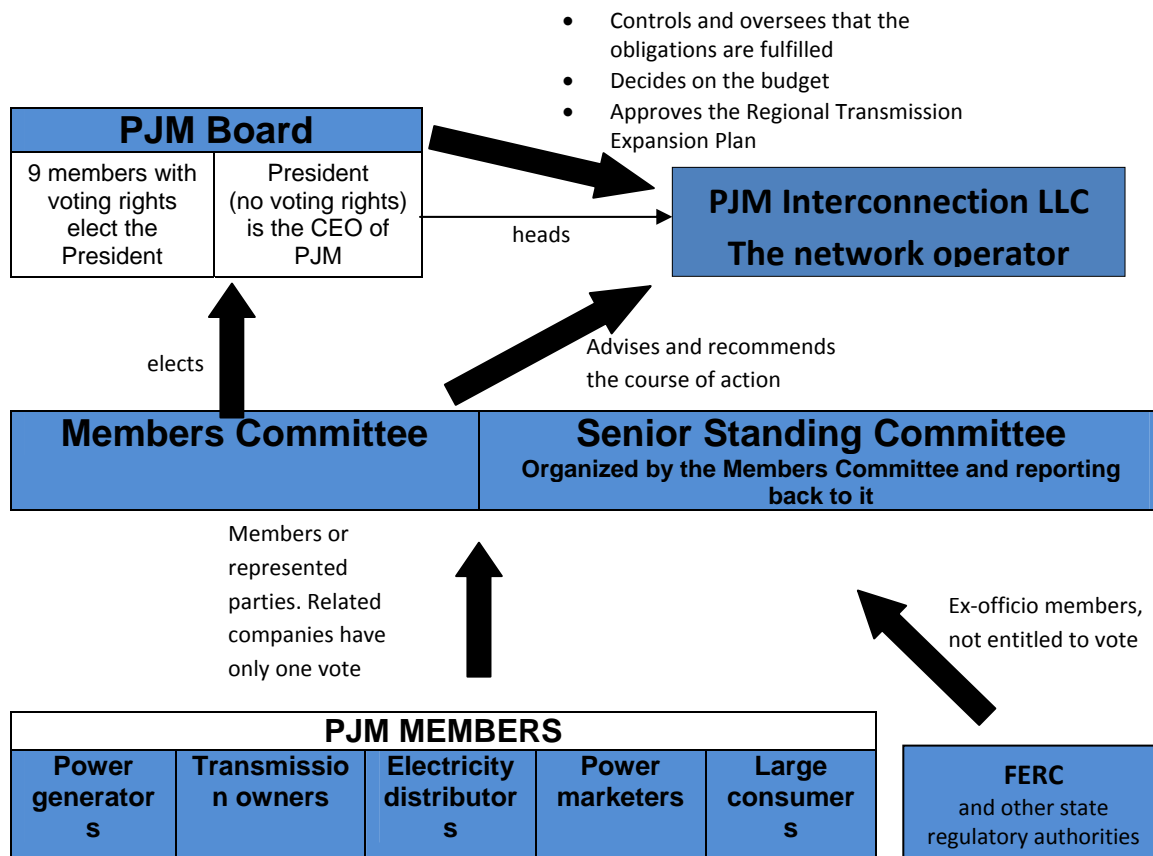 • Controls and oversees that the
obligations are fulfilled
• Decides on the budget
• Approves the Regional Transmission
Expansion Plan
PJM Board
9 members with
voting rights
elect the
President
President
(no voting rights)
is the CEO of
PJM
heads
PJM Interconnection LLC
The network operator
elects
Advises and recommends
the course of action
Members Committee
Senior Standing Committee
Organized by the Members Committee and reporting
back to it
Members or
represented
parties. Related
companies have
only one vote
Ex-officio members,
not entitled to vote
PJM MEMBERS
Power
generator
s
Transmissio
n owners
Electricity
distributor
s
Power
marketers
Large
consumer
s
FERC
and other state
regulatory authorities